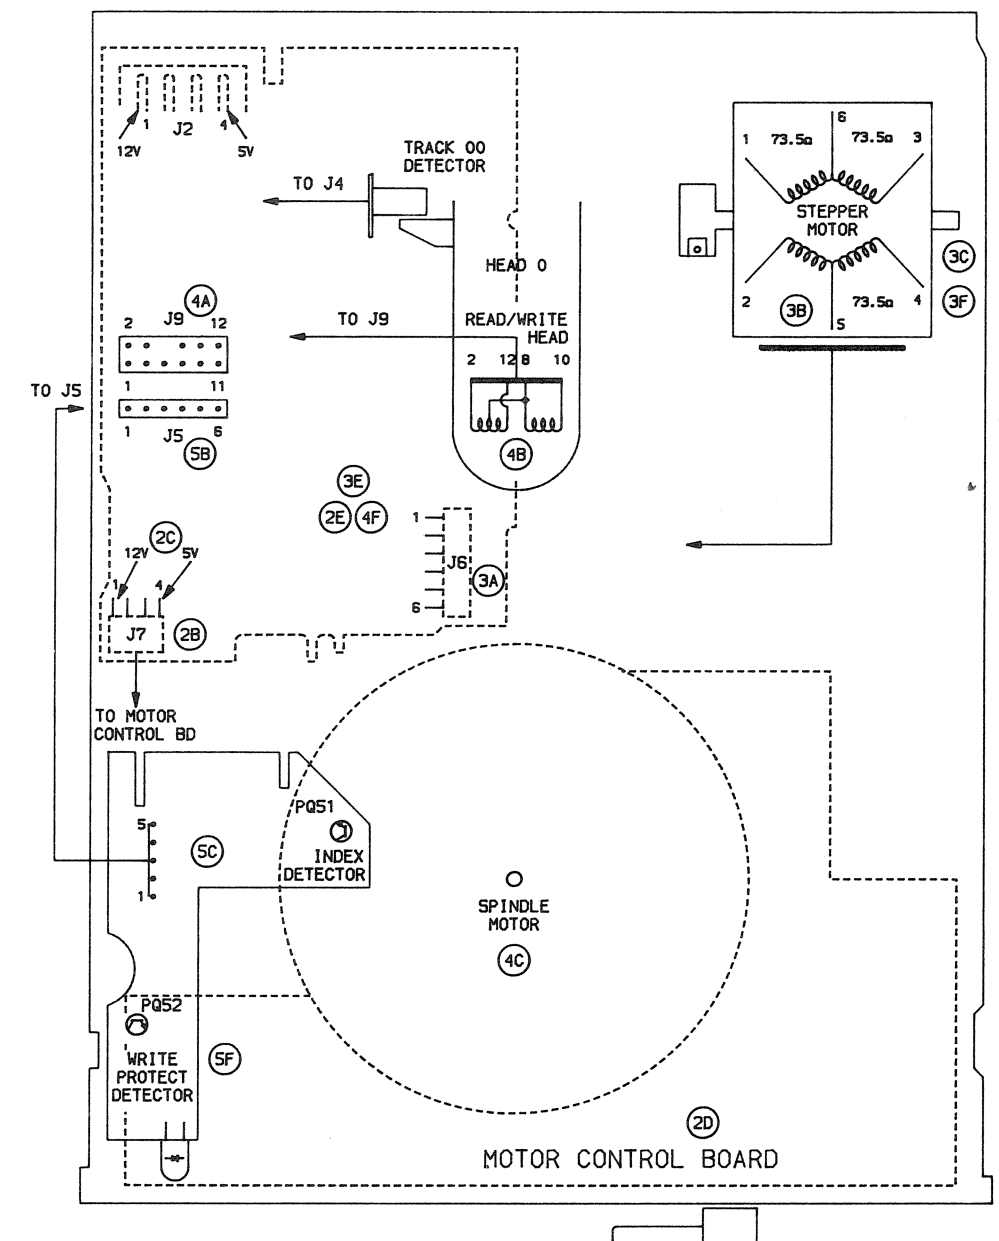 1 J2 4
12V 5V
TRACK 00
DETECTOR
TO J4
6
1 73.5Ω 73.5Ω 3
STEPPER
MOTOR
2 3B 73.5Ω 4
5
3C
3F
HEAD 0
4A
2 J9 12
1 11
TO J9
READ/WRITE
HEAD
2 12 8 10
4B
TO J5
1 J5 6
5B
3E
2E 4F
1
J6
6
3A
2C
12V 5V
1 4
J7
2B
TO MOTOR
CONTROL BD
PQ51
INDEX
DETECTOR
5
1
5C
SPINDLE
MOTOR
4C
PQ52
WRITE
PROTECT
DETECTOR
5F
2D
MOTOR CONTROL BOARD